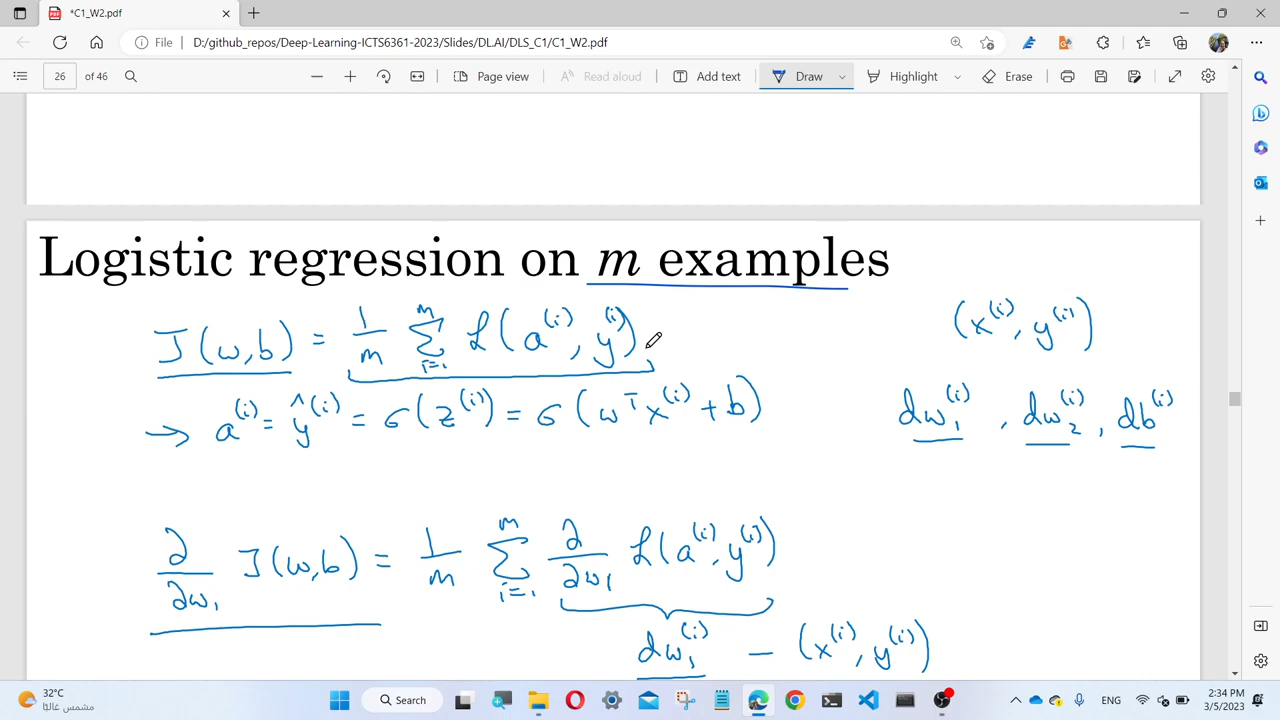 *C1_W2.pdf
File D:/github_repos/Deep-Learning-ICTS6361-2023/Slides/DL.AI/DLS_C1/C1_W2.pdf
26 of 46 Page view Read aloud Add text Draw Highlight Erase
Logistic regression on m examples
J(w,b) = 1/m Σ_{i=1}^{m} ℒ(a^(i), y^(i)) (x^(i), y^(i))
→ a^(i) = ŷ^(i) = σ(z^(i)) = σ(w^T x^(i) + b) dw_1^(i), dw_2^(i), db^(i)
∂/∂w_1 J(w,b) = 1/m Σ_{i=1}^{m} ∂/∂w_1 ℒ(a^(i), y^(i))
dw_1^(i) – (x^(i), y^(i))
32°C
مشمس غالبًا
Search
ENG
2:34 PM
3/5/2023